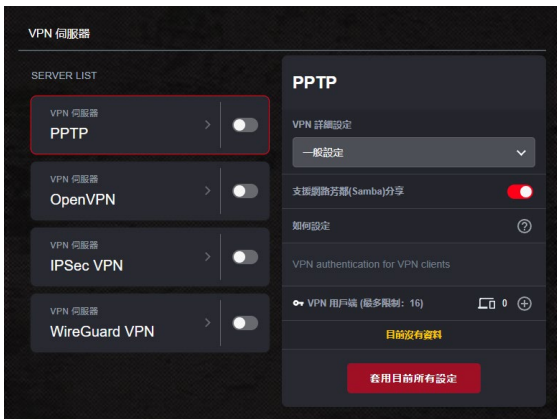 VPN 伺服器
SERVER LIST
VPN 伺服器
PPTP
VPN 伺服器
OpenVPN
VPN 伺服器
IPSec VPN
VPN 伺服器
WireGuard VPN
PPTP
VPN 詳細設定
一般設定
支援網路芳鄰(Samba)分享
如何設定
VPN authentication for VPN clients
VPN 用戶端 (最多限制: 16)
0
目前沒有資料
套用目前所有設定